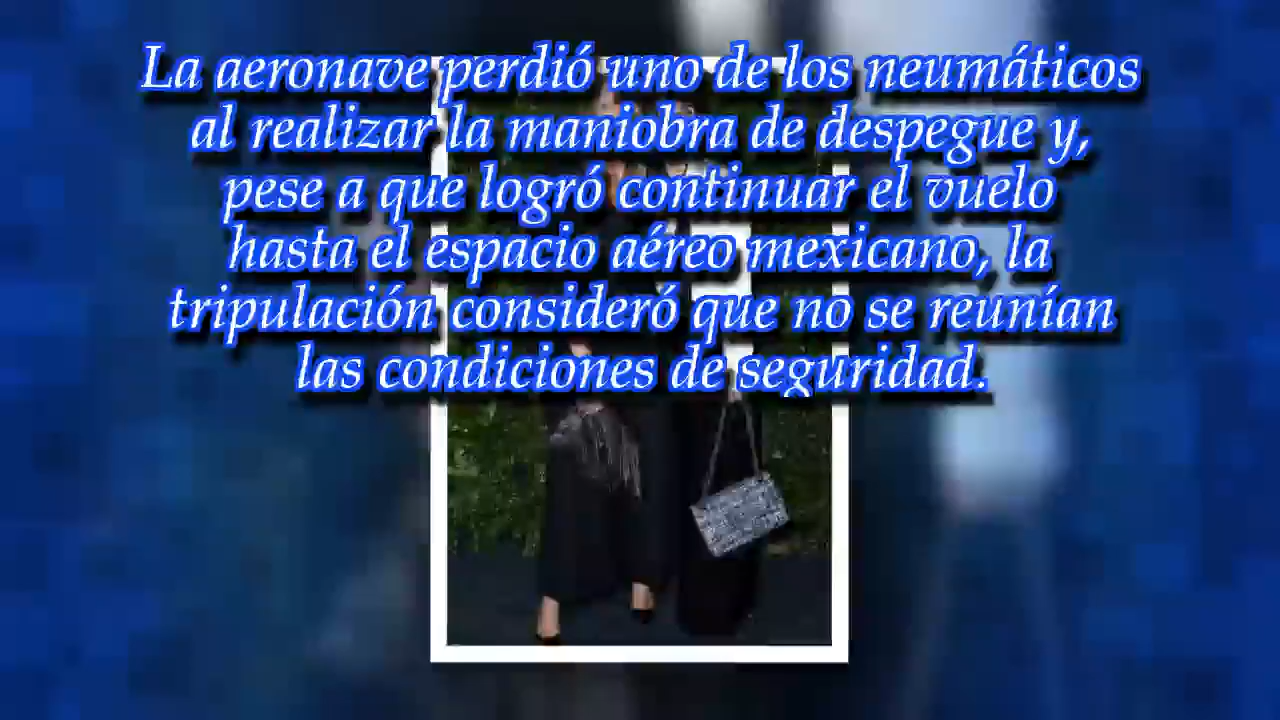 La aeronave perdió uno de los neumáticos
al realizar la maniobra de despegue y,
pese a que logró continuar el vuelo
hasta el espacio aéreo mexicano, la
tripulación consideró que no se reunían
las condiciones de seguridad.